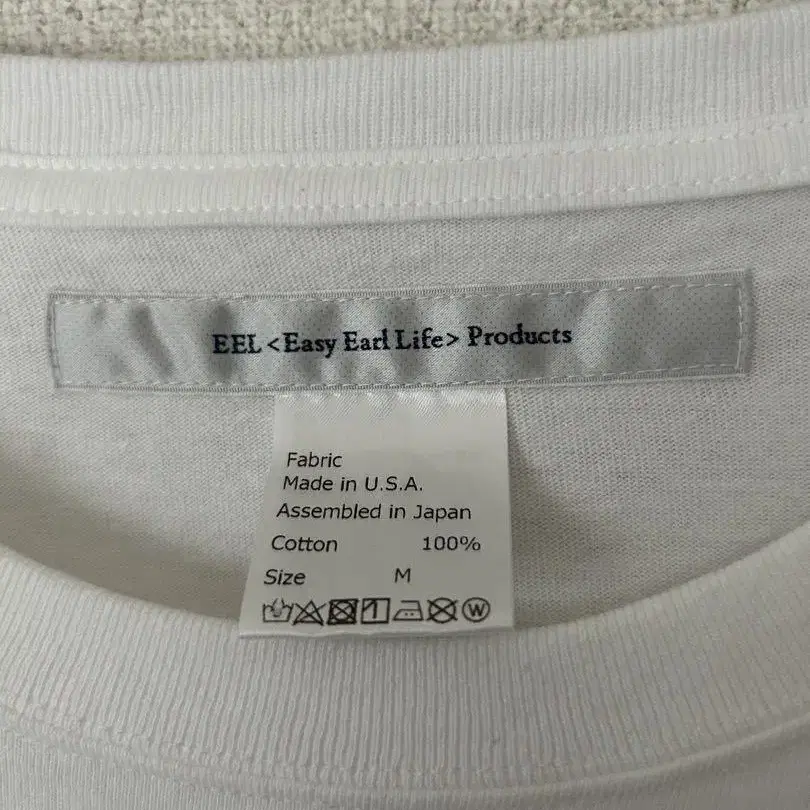 EEL <Easy Earl Life> Products
Fabric
Made in U.S.A.
Assembled in Japan
Cotton 100%
Size M
W